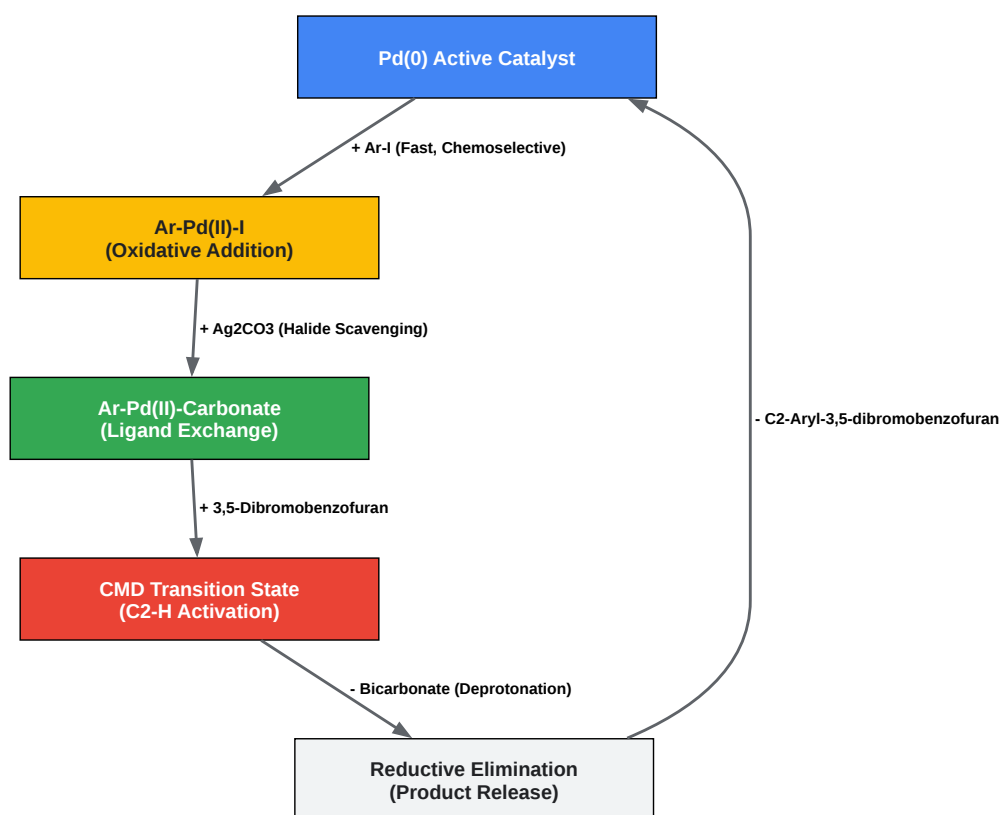 Pd(0) Active Catalyst
+ Ar-I (Fast, Chemoselective)
Ar-Pd(II)-I
(Oxidative Addition)
+ Ag2CO3 (Halide Scavenging)
Ar-Pd(II)-Carbonate
(Ligand Exchange)
- C2-Aryl-3,5-dibromobenzofuran
+ 3,5-Dibromobenzofuran
CMD Transition State
(C2-H Activation)
- Bicarbonate (Deprotonation)
Reductive Elimination
(Product Release)